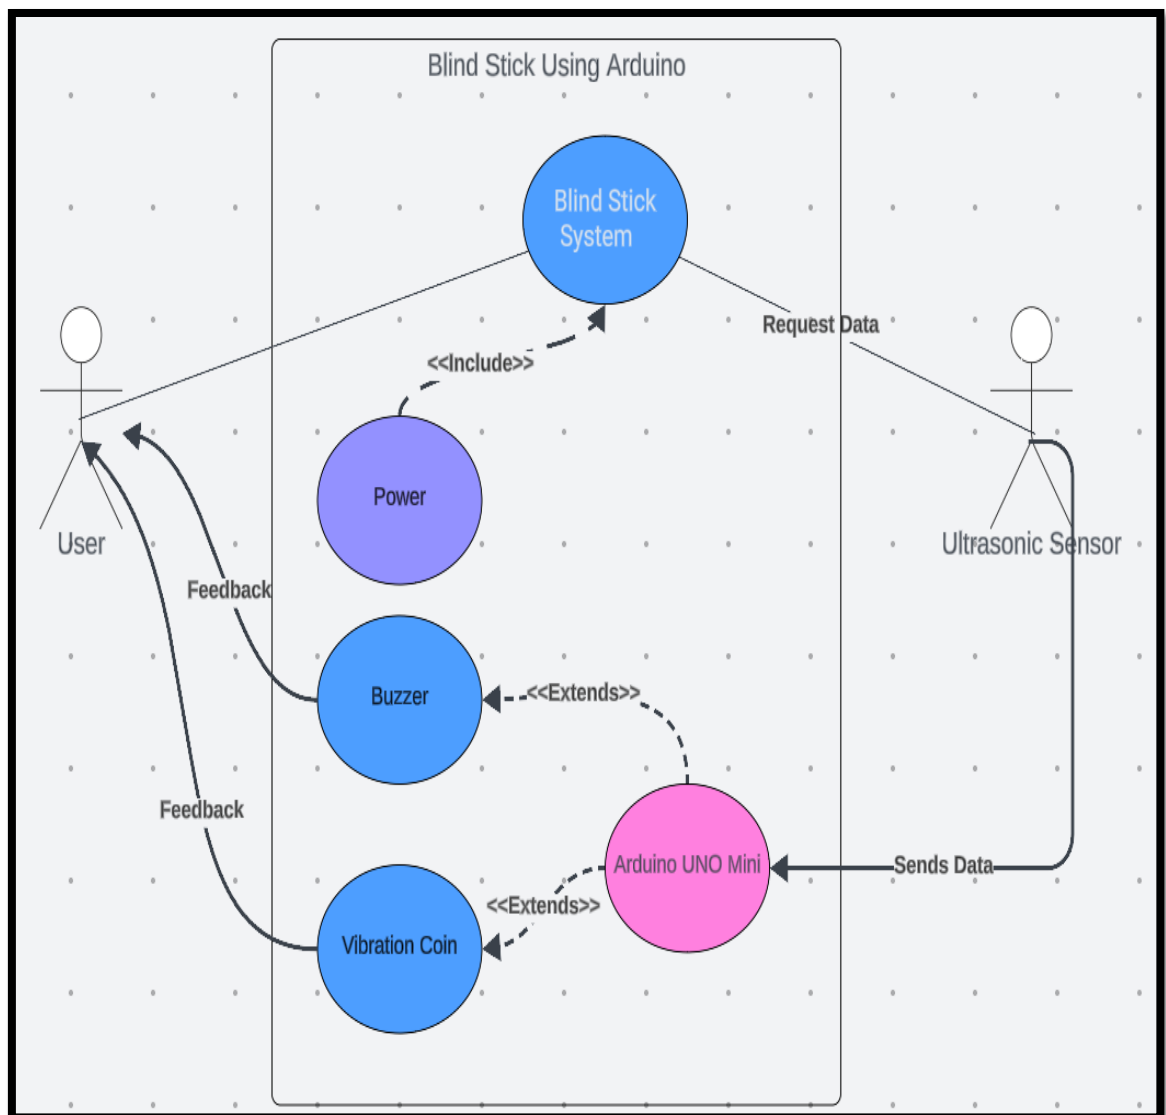 Blind Stick Using Arduino
Blind Stick
System
Request Data
<<Include>>
Power
User
Ultrasonic Sensor
Feedback
Buzzer
<<Extends>>
Feedback
Arduino UNO Mini
Sends Data
<<Extends>>
Vibration Coin